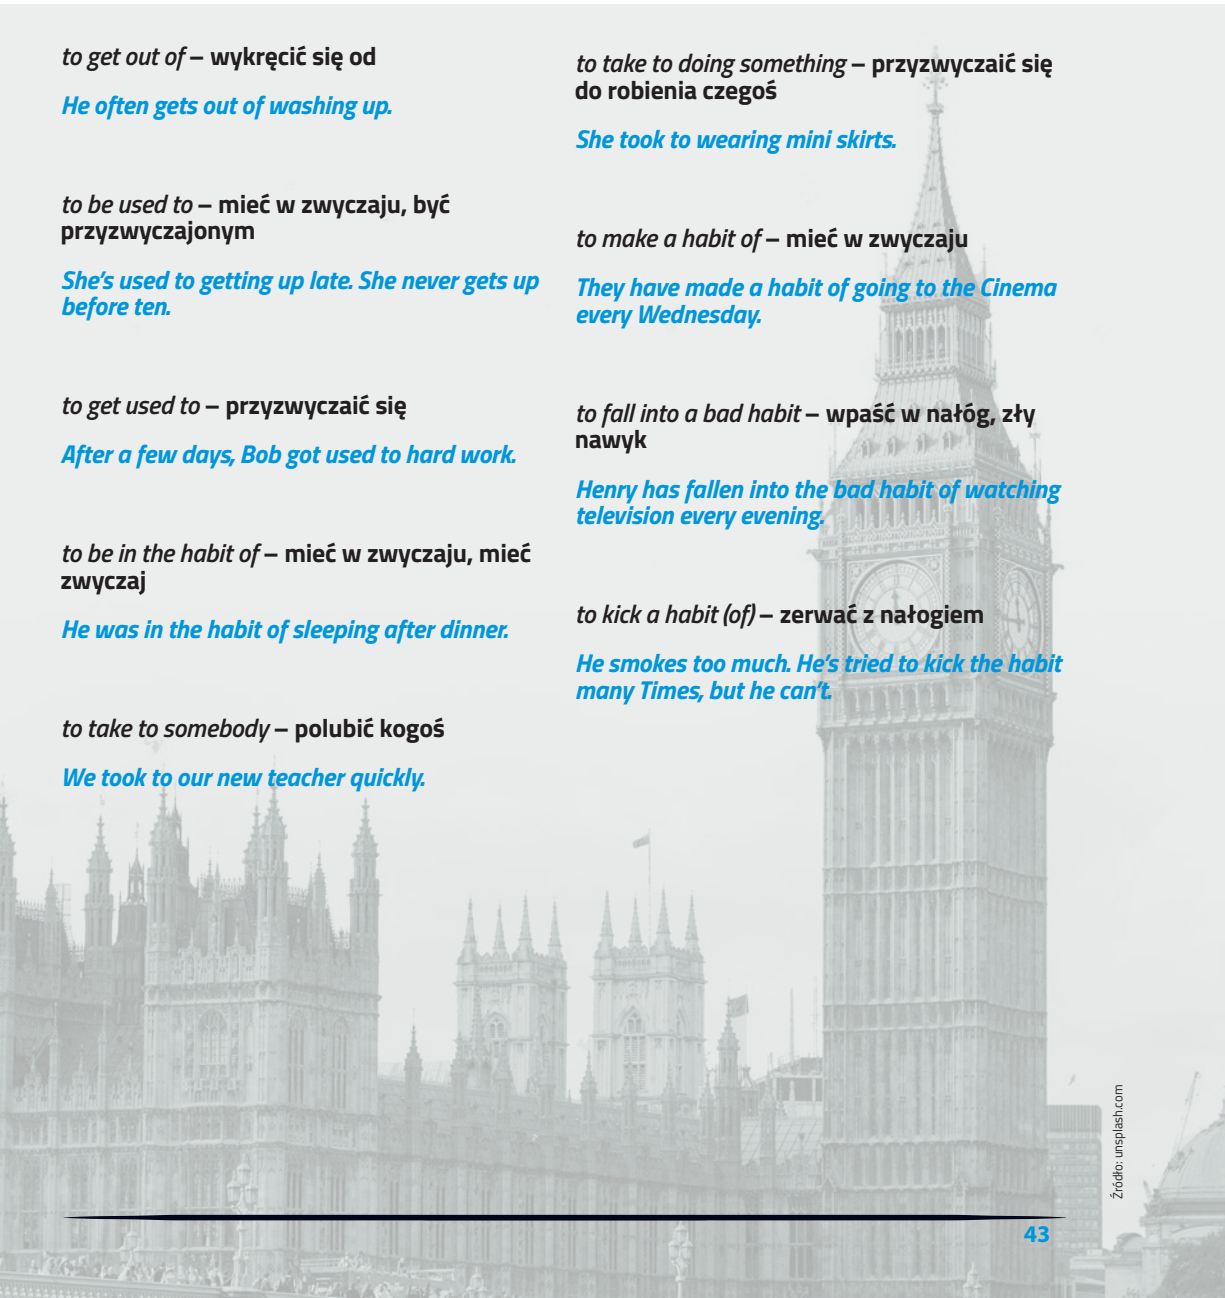 to get out of – wykręcić się od
He often gets out of washing up.
to be used to – mieć w zwyczaju, być
przyzwyczajonym
She's used to getting up late. She never gets up
before ten.
to get used to – przyzwyczaić się
After a few days, Bob got used to hard work.
to be in the habit of – mieć w zwyczaju, mieć
zwyczaj
He was in the habit of sleeping after dinner.
to take to somebody – polubić kogoś
We took to our new teacher quickly.
to take to doing something – przyzwyczaić się
do robienia czegoś
She took to wearing mini skirts.
to make a habit of – mieć w zwyczaju
They have made a habit of going to the Cinema
every Wednesday.
to fall into a bad habit – wpaść w nałóg, zły
nawyk
Henry has fallen into the bad habit of watching
television every evening.
to kick a habit (of) – zerwać z nałogiem
He smokes too much. He's tried to kick the habit
many Times, but he can't.
Źródło: unsplash.com
43